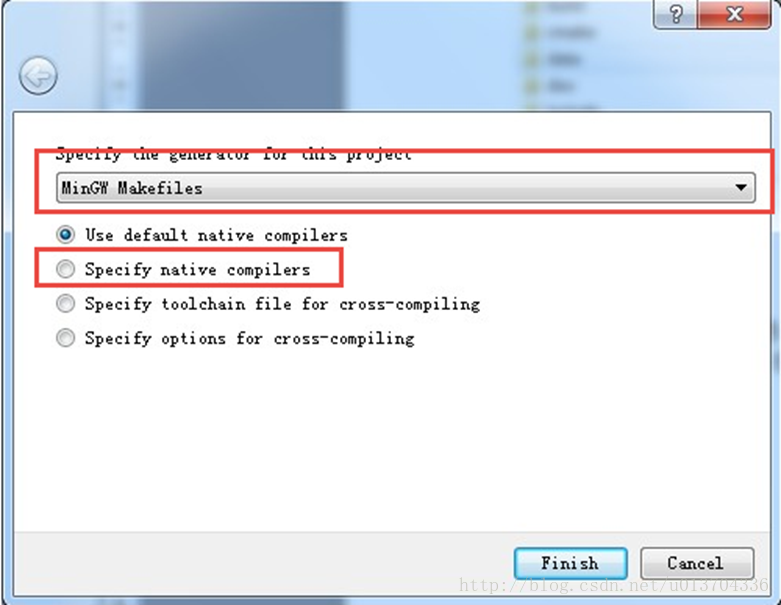 Specify the generator for this project
MinGW Makefiles
Use default native compilers
Specify native compilers
Specify toolchain file for cross-compiling
Specify options for cross-compiling
Finish
Cancel
http://blog.csdn.net/u013704336